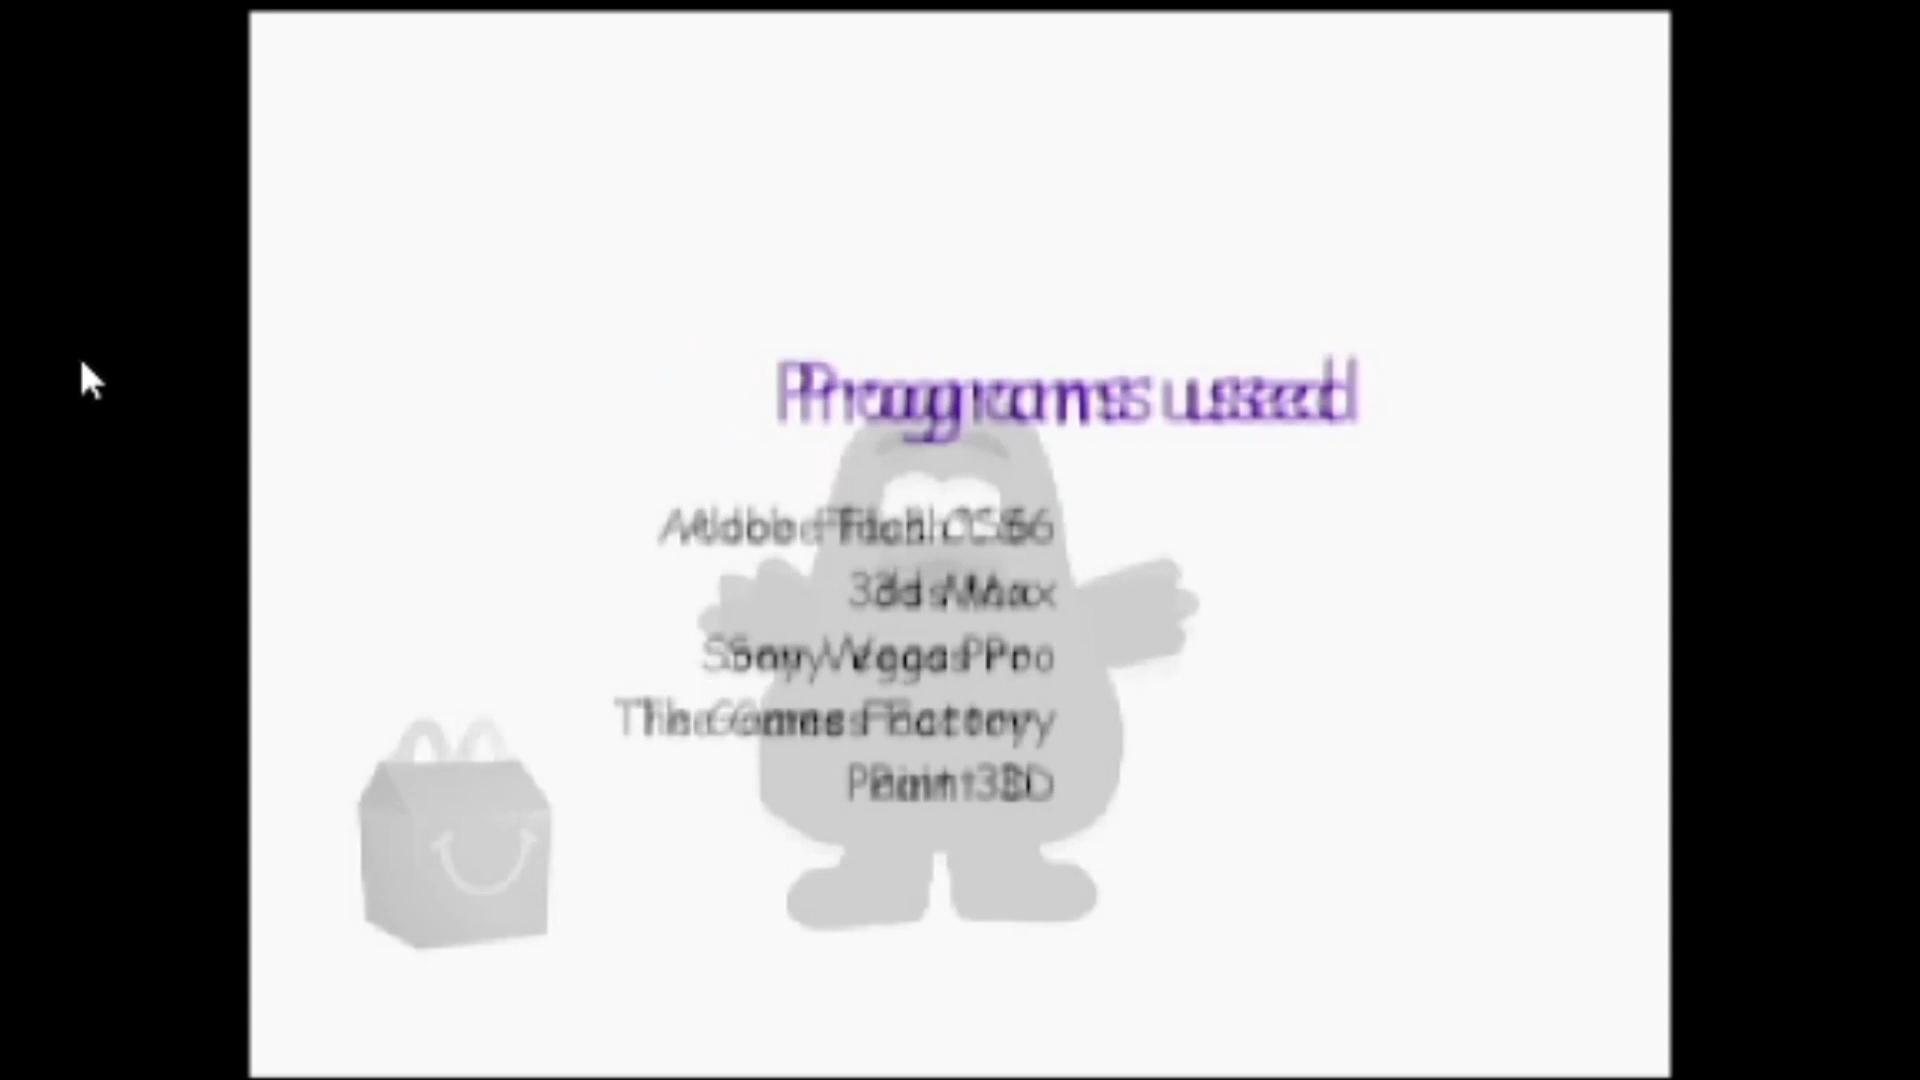 Programs used
Adobe Flash CS6
3ds Max
Sony Vegas Pro
The Games Factory
Paint 3D